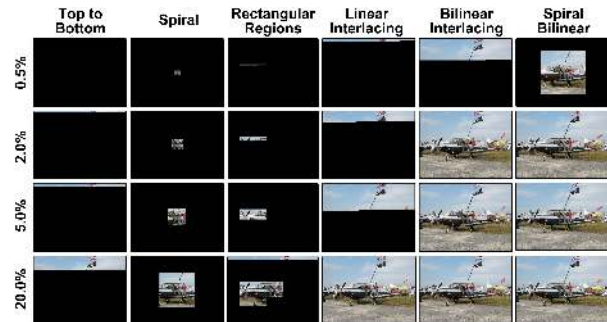 Top to Bottom
Spiral
Rectangular Regions
Linear Interlacing
Bilinear Interlacing
Spiral Bilinear
0.5%
2.0%
5.0%
20.0%